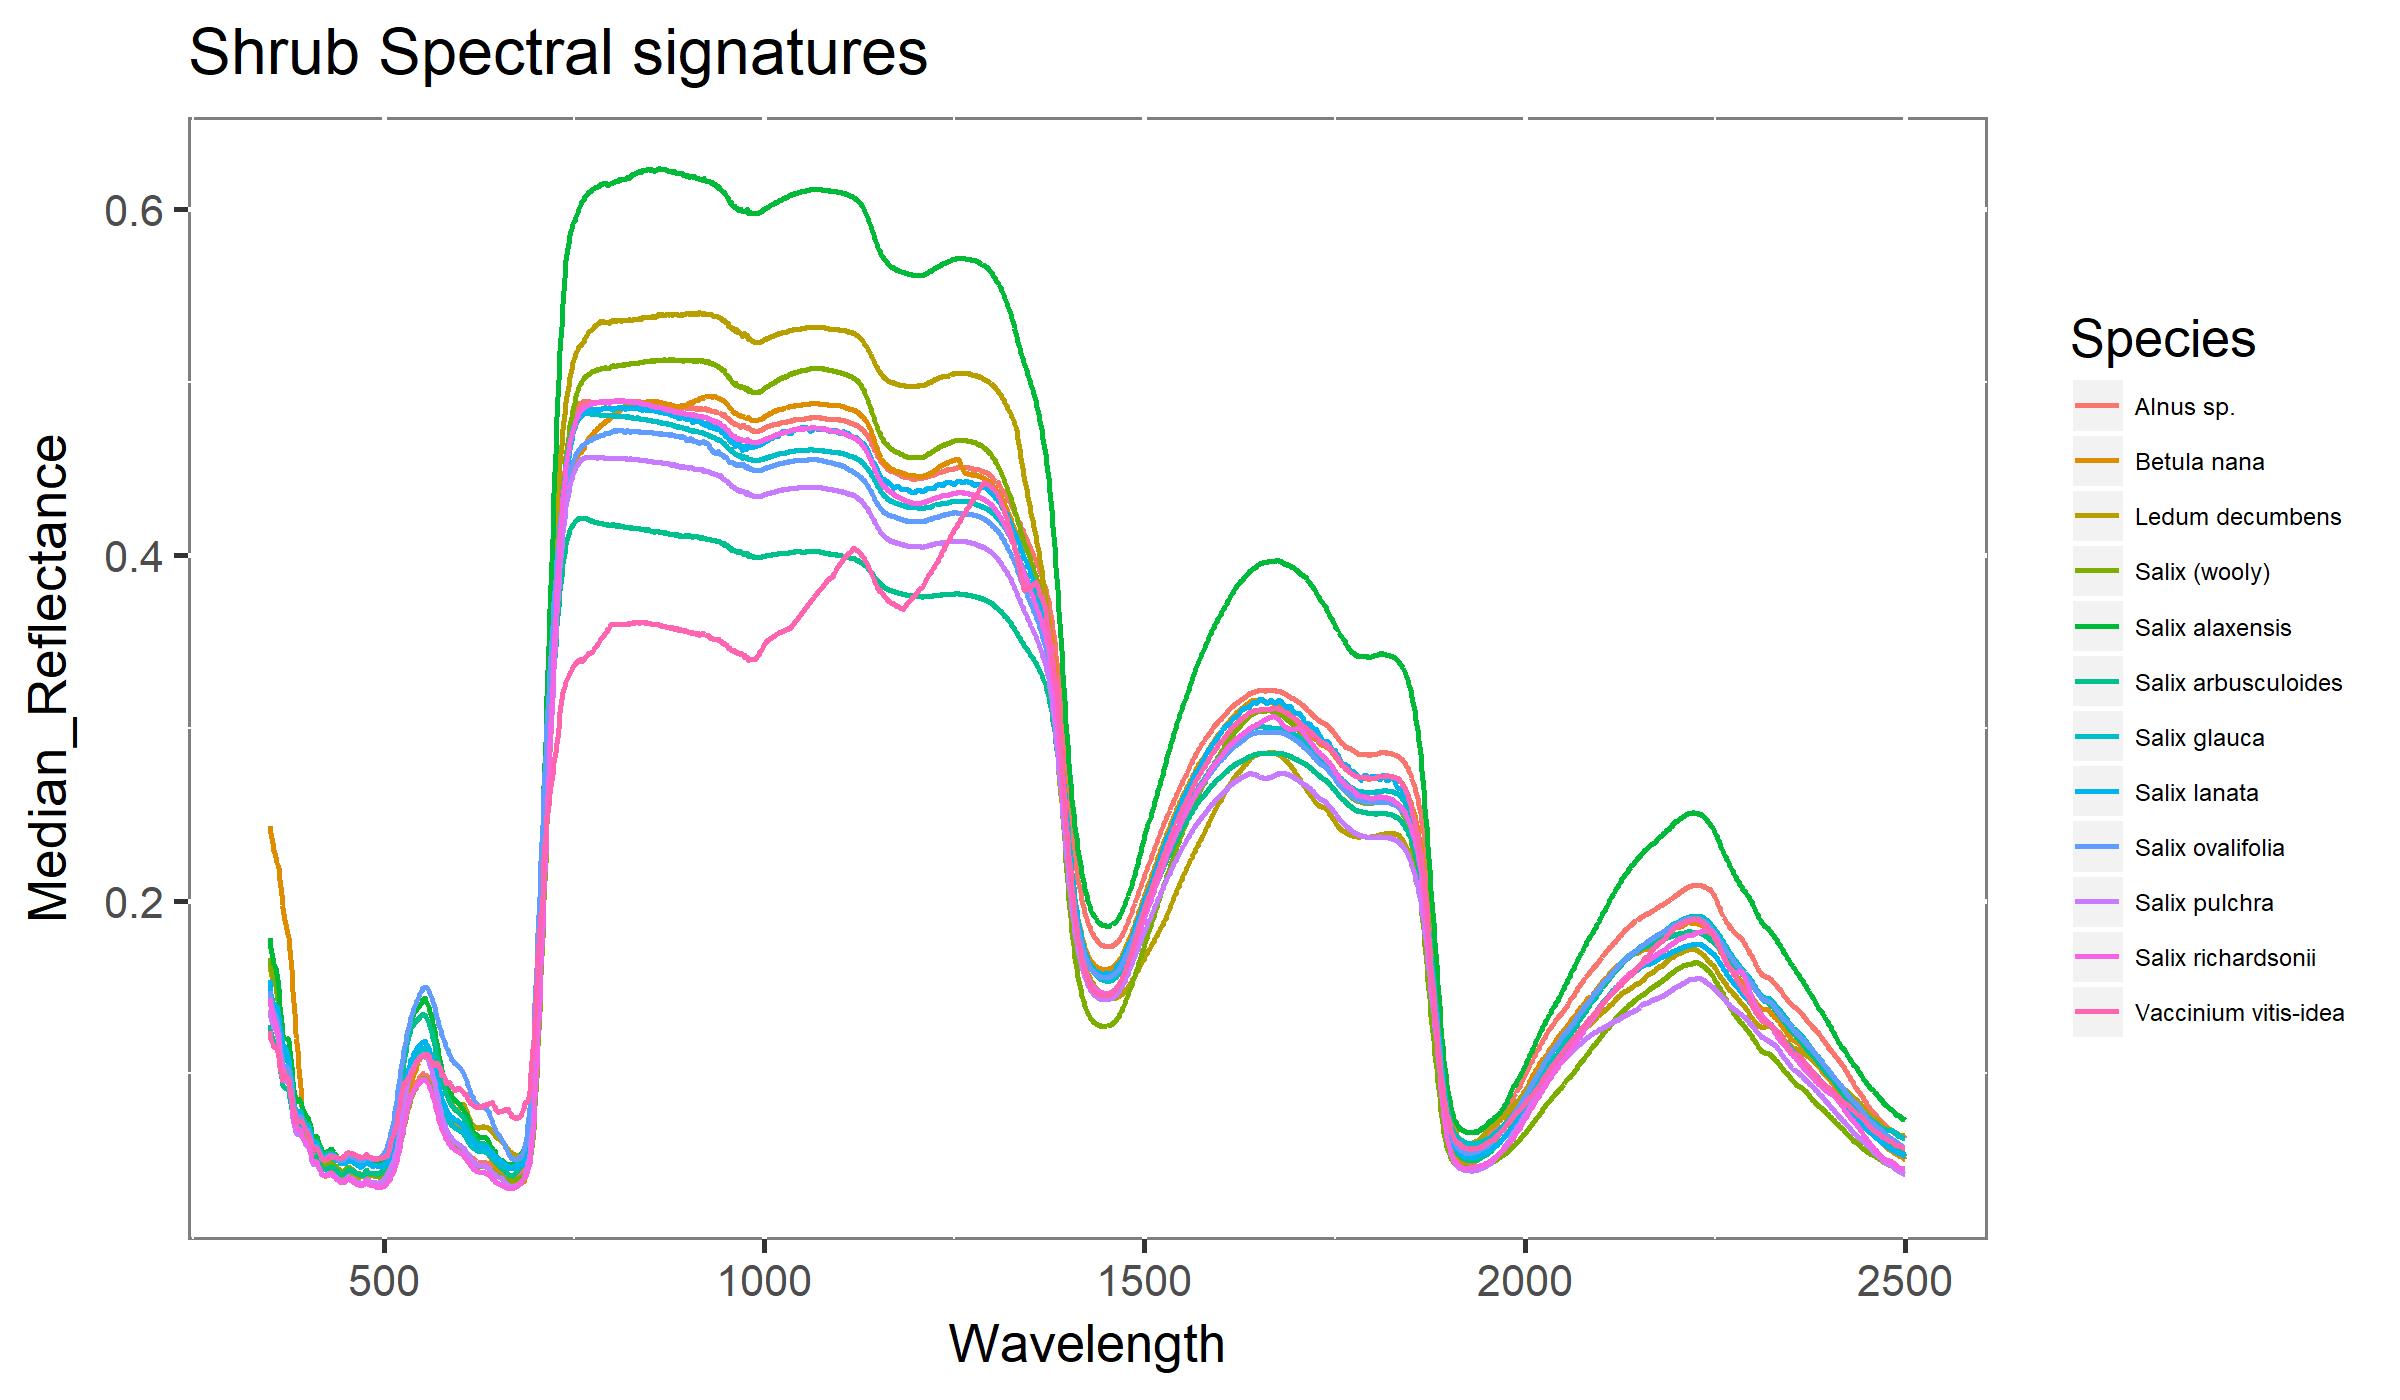 Shrub Spectral signatures
0.6
0.4
0.2
Median_Reflectance
500 1000 1500 2000 2500
Wavelength
Species
Alnus sp.
Betula nana
Ledum decumbens
Salix (wooly)
Salix alaxensis
Salix arbusculoides
Salix glauca
Salix lanata
Salix ovalifolia
Salix pulchra
Salix richardsonii
Vaccinium vitis-idea